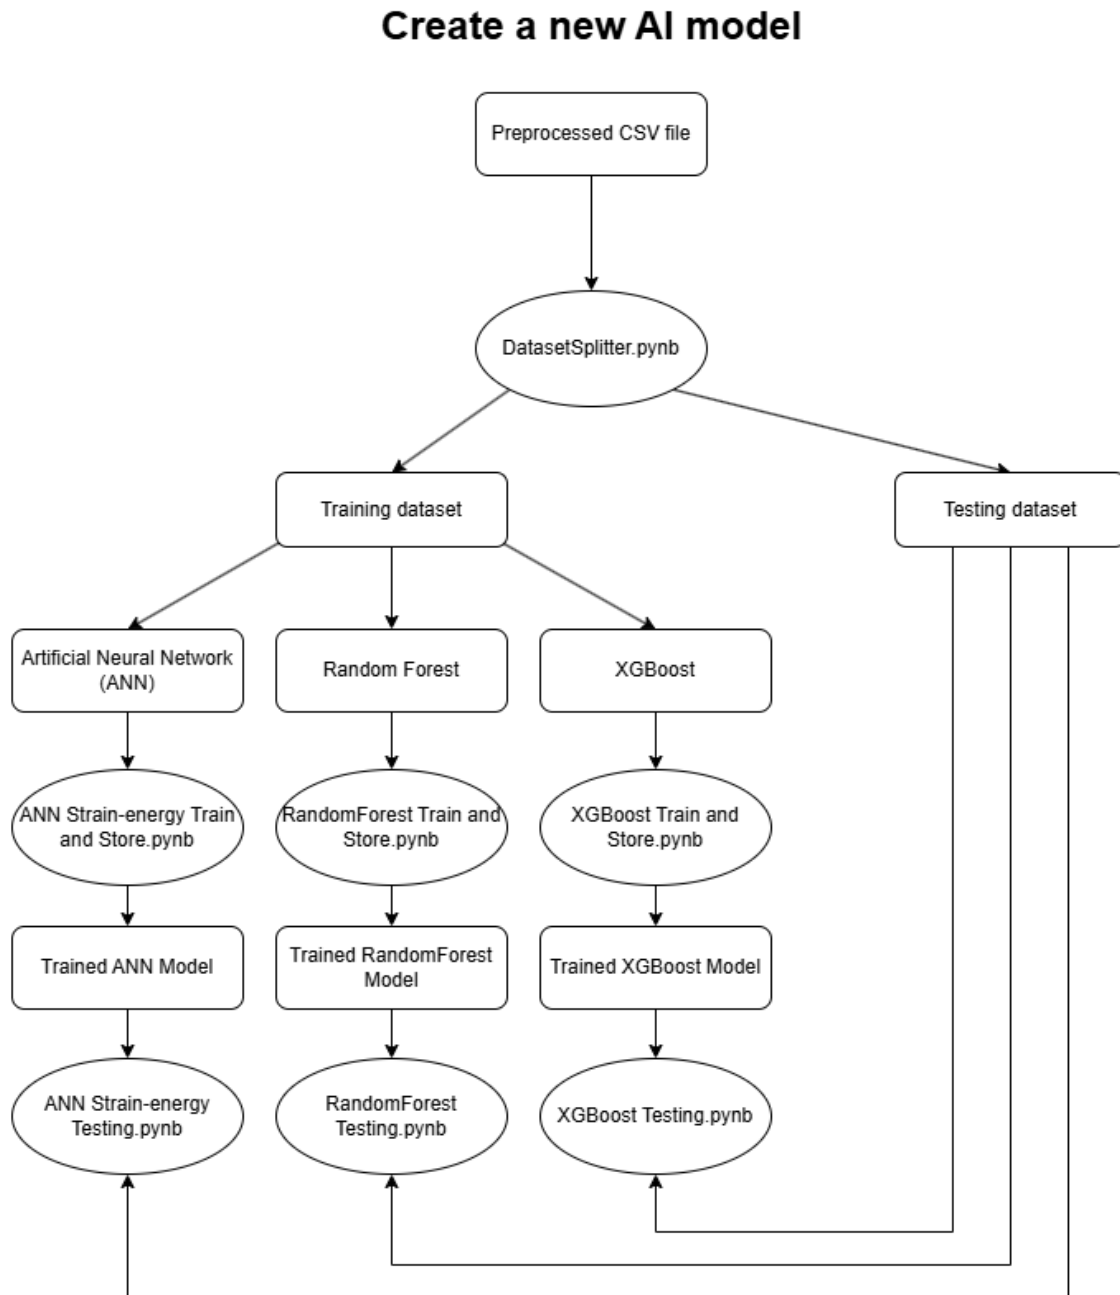 Create a new AI model
Preprocessed CSV file
DatasetSplitter.pynb
Training dataset
Testing dataset
Artificial Neural Network
(ANN)
Random Forest
XGBoost
ANN Strain-energy Train
and Store.pynb
RandomForest Train and
Store.pynb
XGBoost Train and
Store.pynb
Trained ANN Model
Trained RandomForest
Model
Trained XGBoost Model
ANN Strain-energy
Testing.pynb
RandomForest
Testing.pynb
XGBoost Testing.pynb